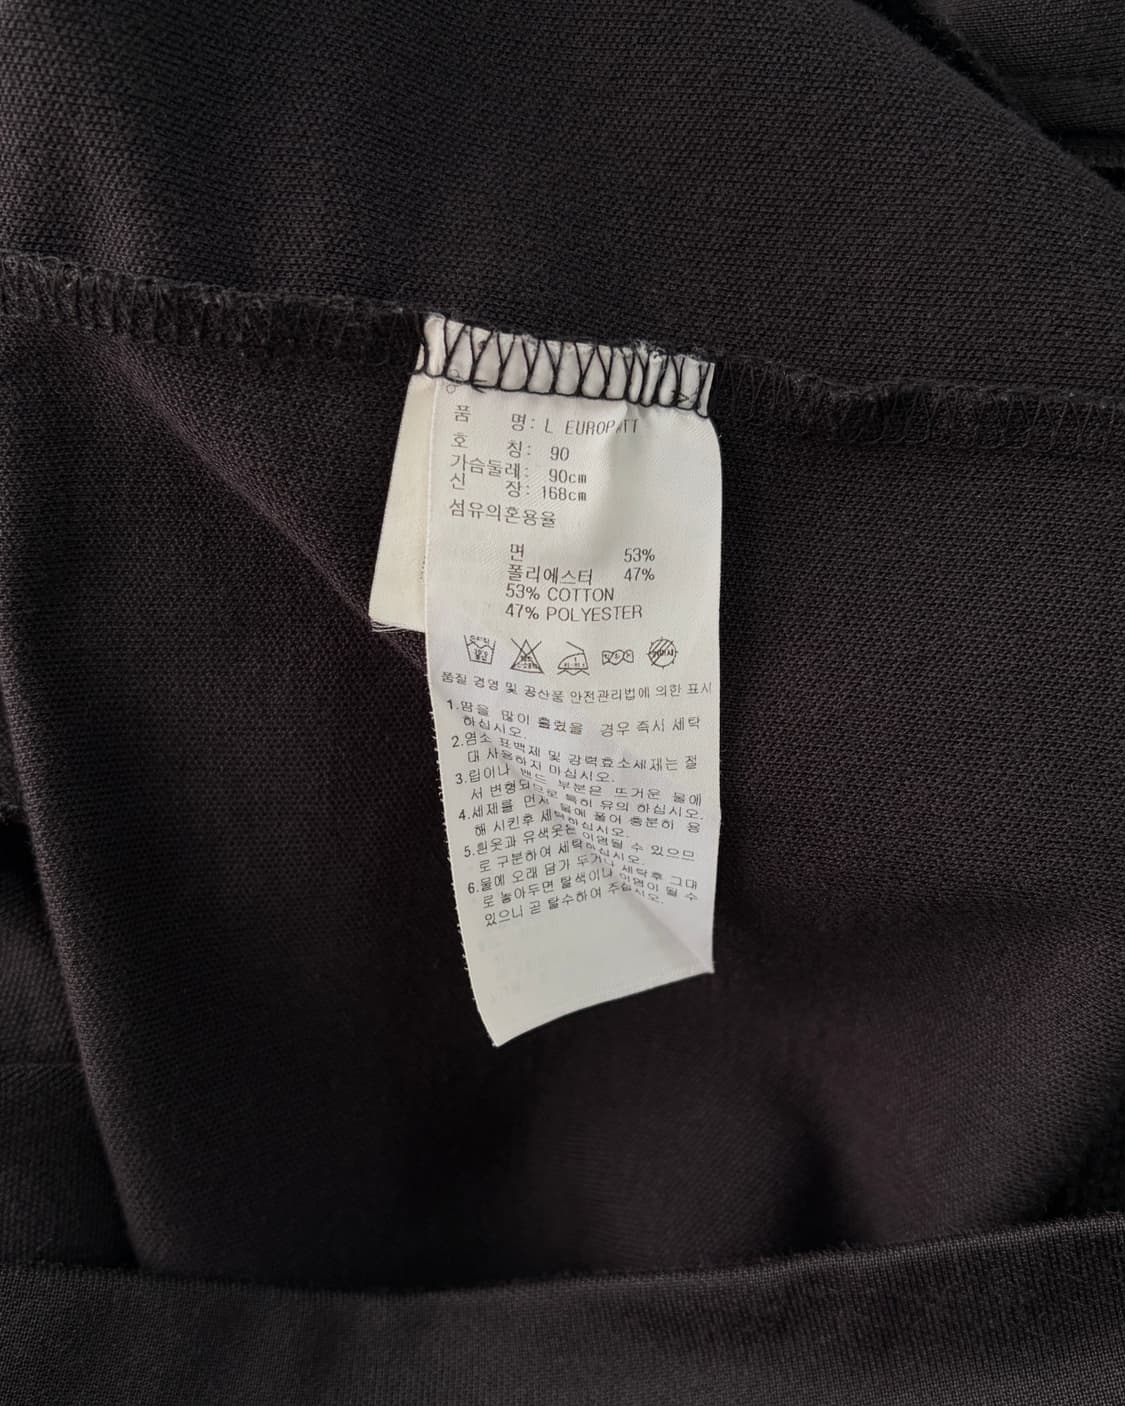 품 명: L EUROP TT
호 칭: 90
가슴둘레: 90cm
신 장: 168cm
섬유의혼용율
면 53%
폴리에스터 47%
53% COTTON
47% POLYESTER
품질 경영 및 공산품 안전관리법에 의한 표시
1.땀을 많이 흘렸을 경우 즉시 세탁
하십시오.
2.염소 표백제 및 강력효소세제는 절
대 사용하지 마십시오.
3.립이나 밴드 부분은 뜨거운 물에
서 변형되므로 특히 유의 하십시오.
4.세제를 먼저 물에 풀어 충분히 용
해 시킨후 세탁하십시오.
5.흰옷과 유색옷은 이염될 수 있으므
로 구분하여 세탁하십시오.
6.물에 오래 담가 두거나 세탁후 그대
로 놓아두면 탈색이나 이염이 될 수
있으니 곧 탈수하여 주십시오.